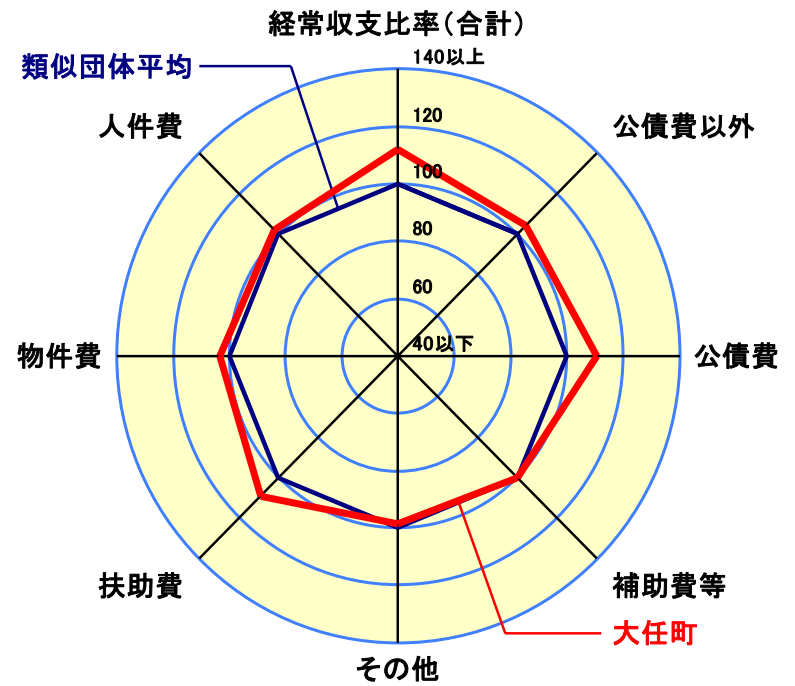 経常収支比率(合計)
140以上
類似団体平均
120
人件費
公債費以外
100
80
60
40以下
物件費
公債費
扶助費
補助費等
大任町
その他